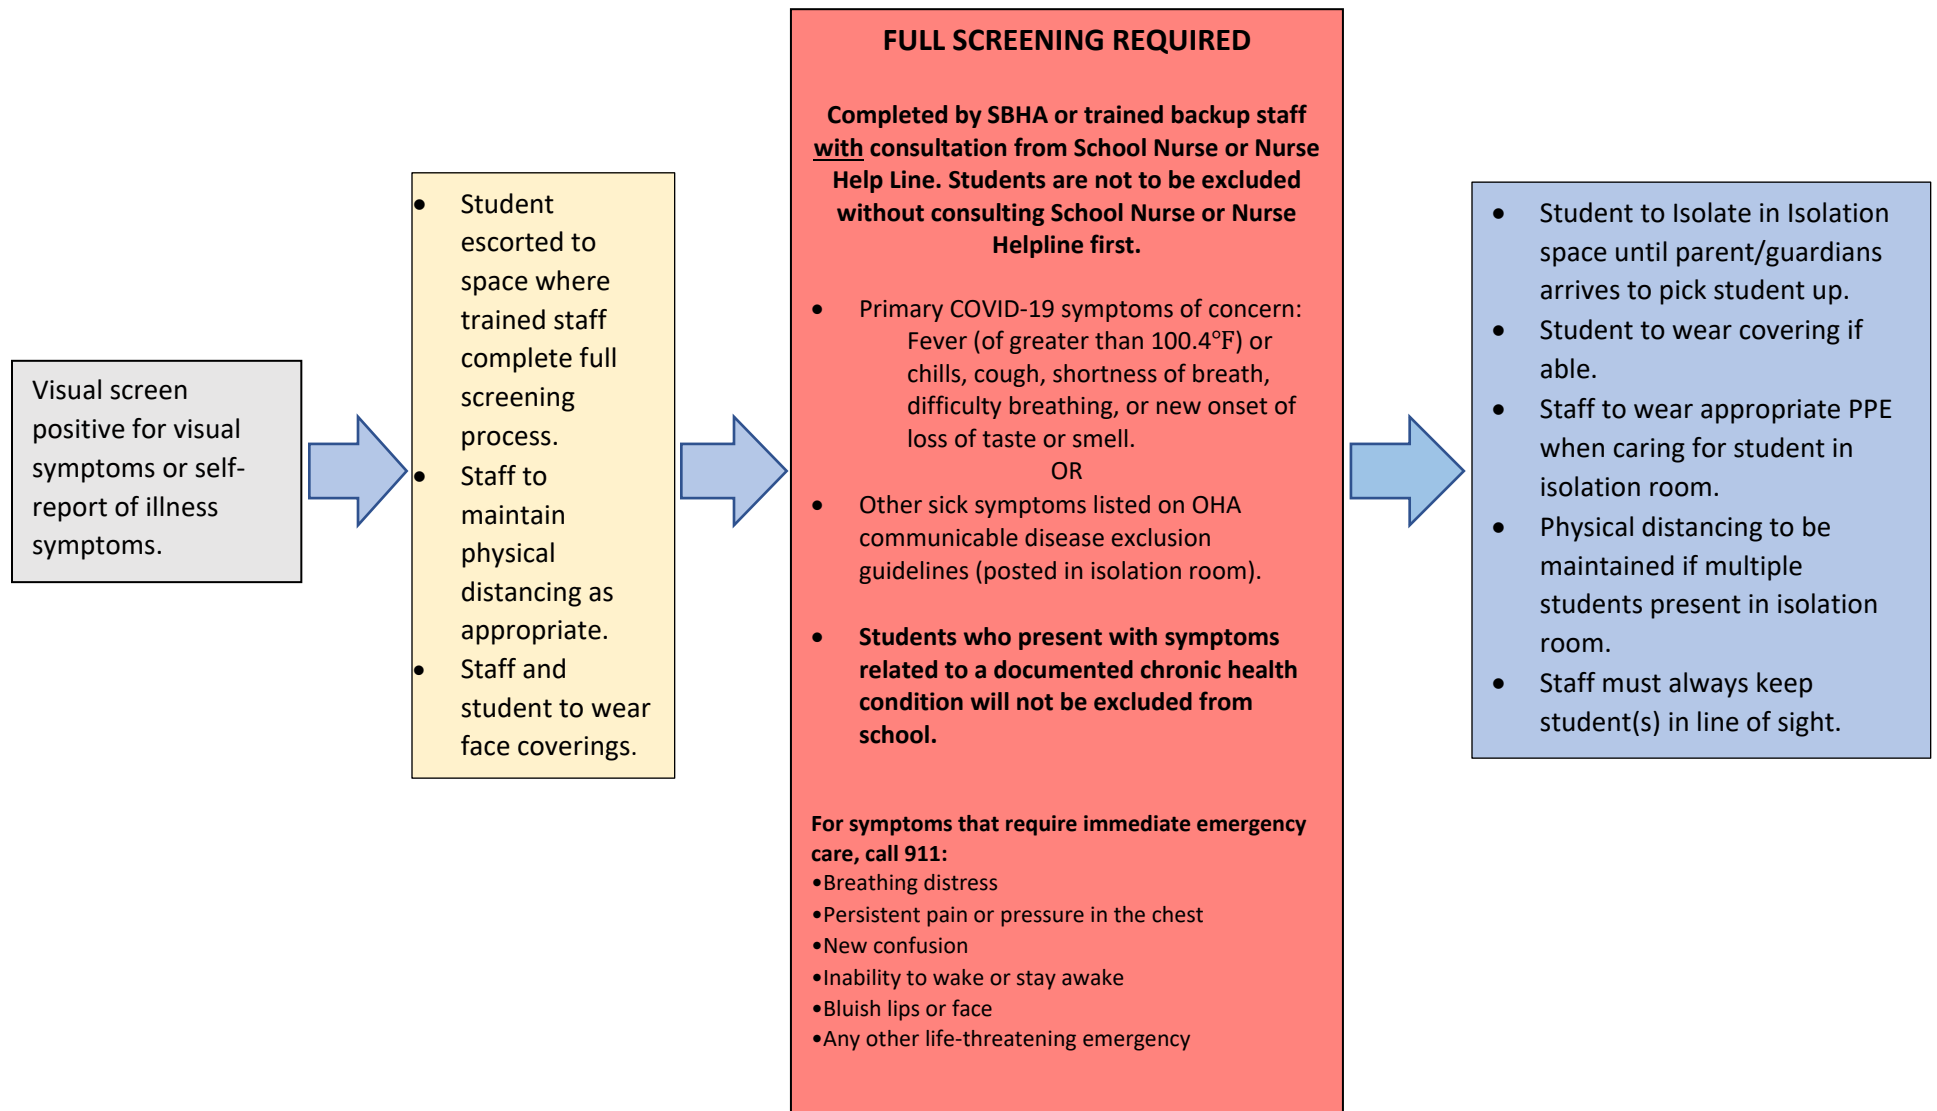 Visual screen
positive for visual
symptoms or self-
report of illness
symptoms.
• Student
escorted to
space where
trained staff
complete full
screening
process.
• Staff to
maintain
physical
distancing as
appropriate.
• Staff and
student to wear
face coverings.
FULL SCREENING REQUIRED
Completed by SBHA or trained backup staff
with consultation from School Nurse or Nurse
Help Line. Students are not to be excluded
without consulting School Nurse or Nurse
Helpline first.
• Primary COVID-19 symptoms of concern:
Fever (of greater than 100.4°F) or
chills, cough, shortness of breath,
difficulty breathing, or new onset of
loss of taste or smell.
OR
• Other sick symptoms listed on OHA
communicable disease exclusion
guidelines (posted in isolation room).
• Students who present with symptoms
related to a documented chronic health
condition will not be excluded from
school.
For symptoms that require immediate emergency
care, call 911:
•Breathing distress
•Persistent pain or pressure in the chest
•New confusion
•Inability to wake or stay awake
•Bluish lips or face
•Any other life-threatening emergency
• Student to Isolate in Isolation
space until parent/guardians
arrives to pick student up.
• Student to wear covering if
able.
• Staff to wear appropriate PPE
when caring for student in
isolation room.
• Physical distancing to be
maintained if multiple
students present in isolation
room.
• Staff must always keep
student(s) in line of sight.